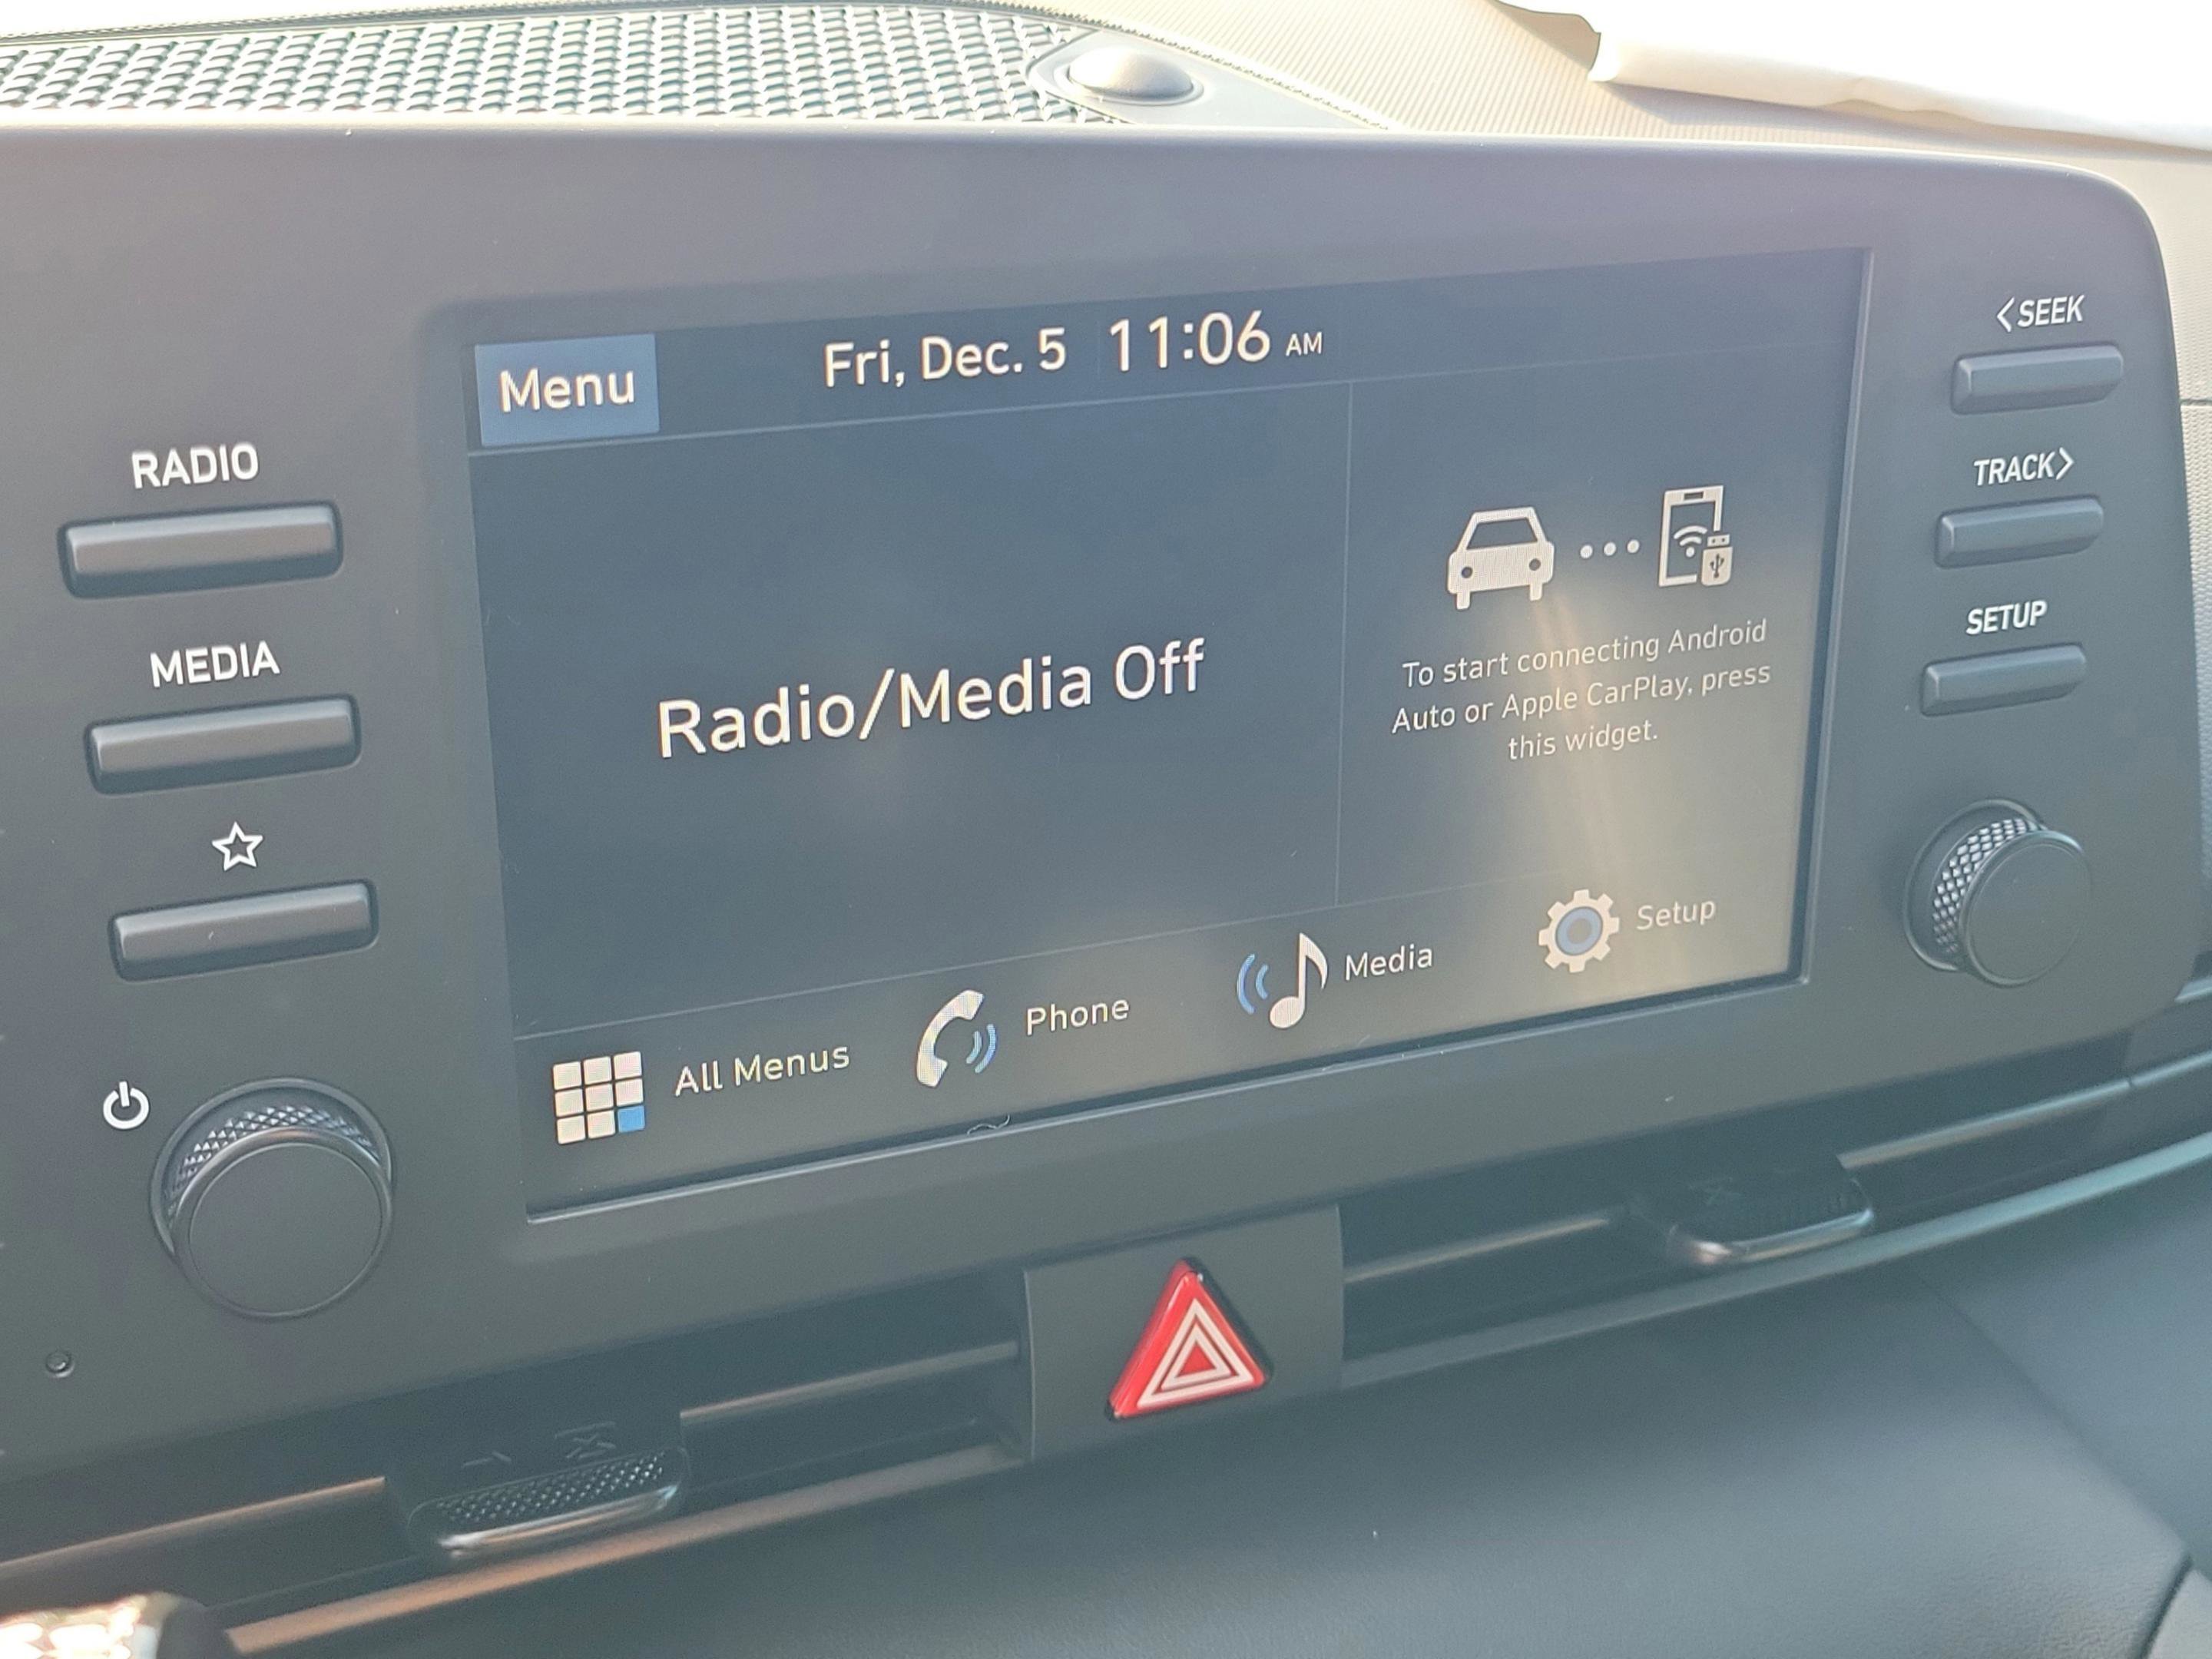 Menu
Fri, Dec. 5 11:06 AM
RADIO
MEDIA
Radio/Media Off
To start connecting Android
Auto or Apple CarPlay, press
this widget.
All Menus
Phone
Media
Setup
<SEEK
TRACK>
SETUP